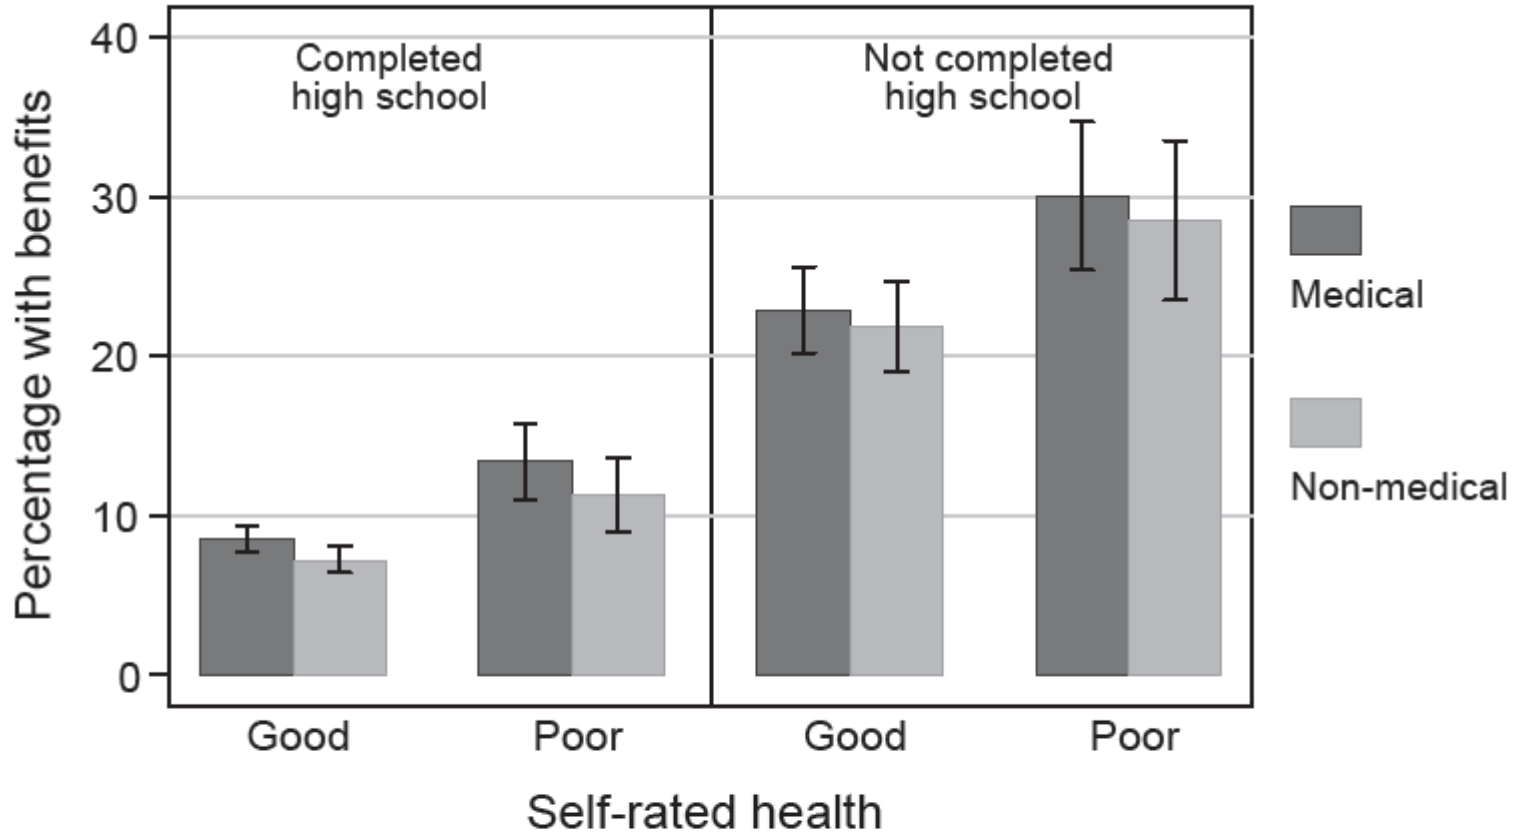 Percentage with benefits
40
30
20
10
0
Completed
high school
Not completed
high school
Good
Poor
Good
Poor
Self-rated health
Medical
Non-medical